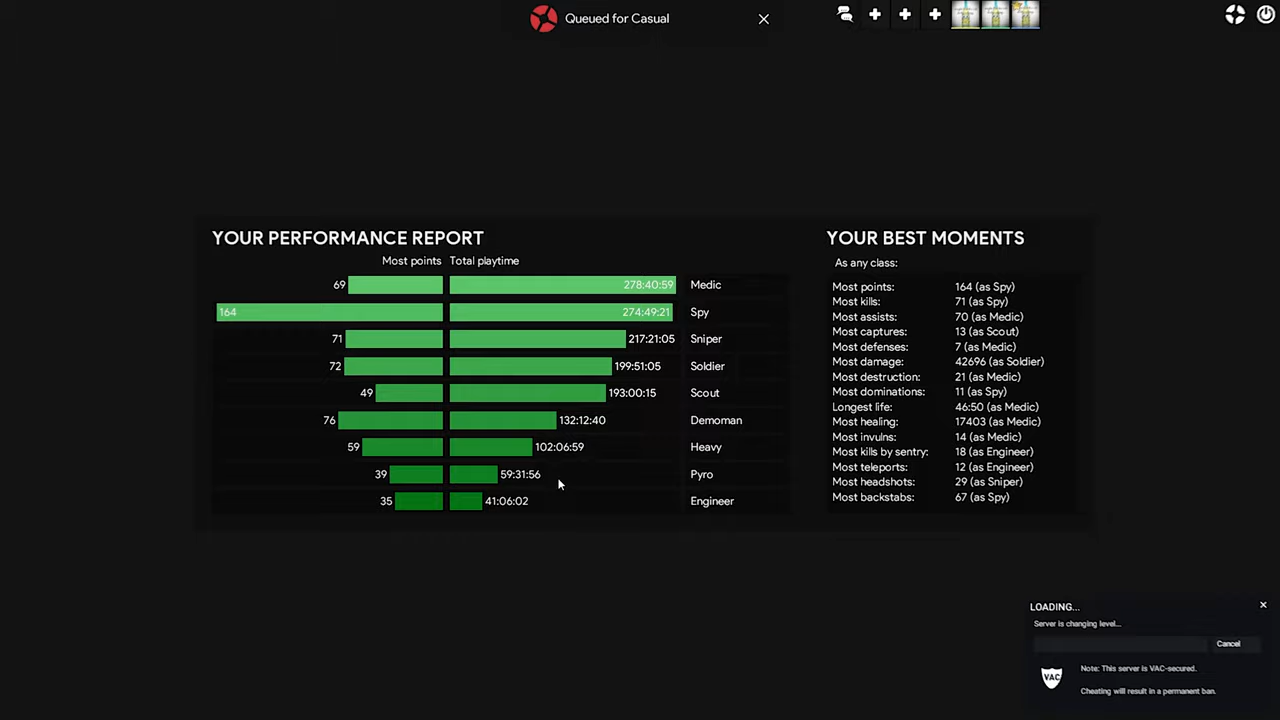 Queued for Casual
YOUR PERFORMANCE REPORT
Most points Total playtime
69 278:40:59 Medic
164 274:49:21 Spy
71 217:21:05 Sniper
72 199:51:05 Soldier
49 193:00:15 Scout
76 132:12:40 Demoman
59 102:06:59 Heavy
39 59:31:56 Pyro
35 41:06:02 Engineer
YOUR BEST MOMENTS
As any class:
Most points: 164 (as Spy)
Most kills: 71 (as Spy)
Most assists: 70 (as Medic)
Most captures: 13 (as Scout)
Most defenses: 7 (as Medic)
Most damage: 42696 (as Soldier)
Most destruction: 21 (as Medic)
Most dominations: 11 (as Spy)
Longest life: 46:50 (as Medic)
Most healing: 17403 (as Medic)
Most invulns: 14 (as Medic)
Most kills by sentry: 18 (as Engineer)
Most teleports: 12 (as Engineer)
Most headshots: 29 (as Sniper)
Most backstabs: 67 (as Spy)
LOADING...
Server is changing level...
Cancel
VAC
Note: This server is VAC-secured.
Cheating will result in a permanent ban.